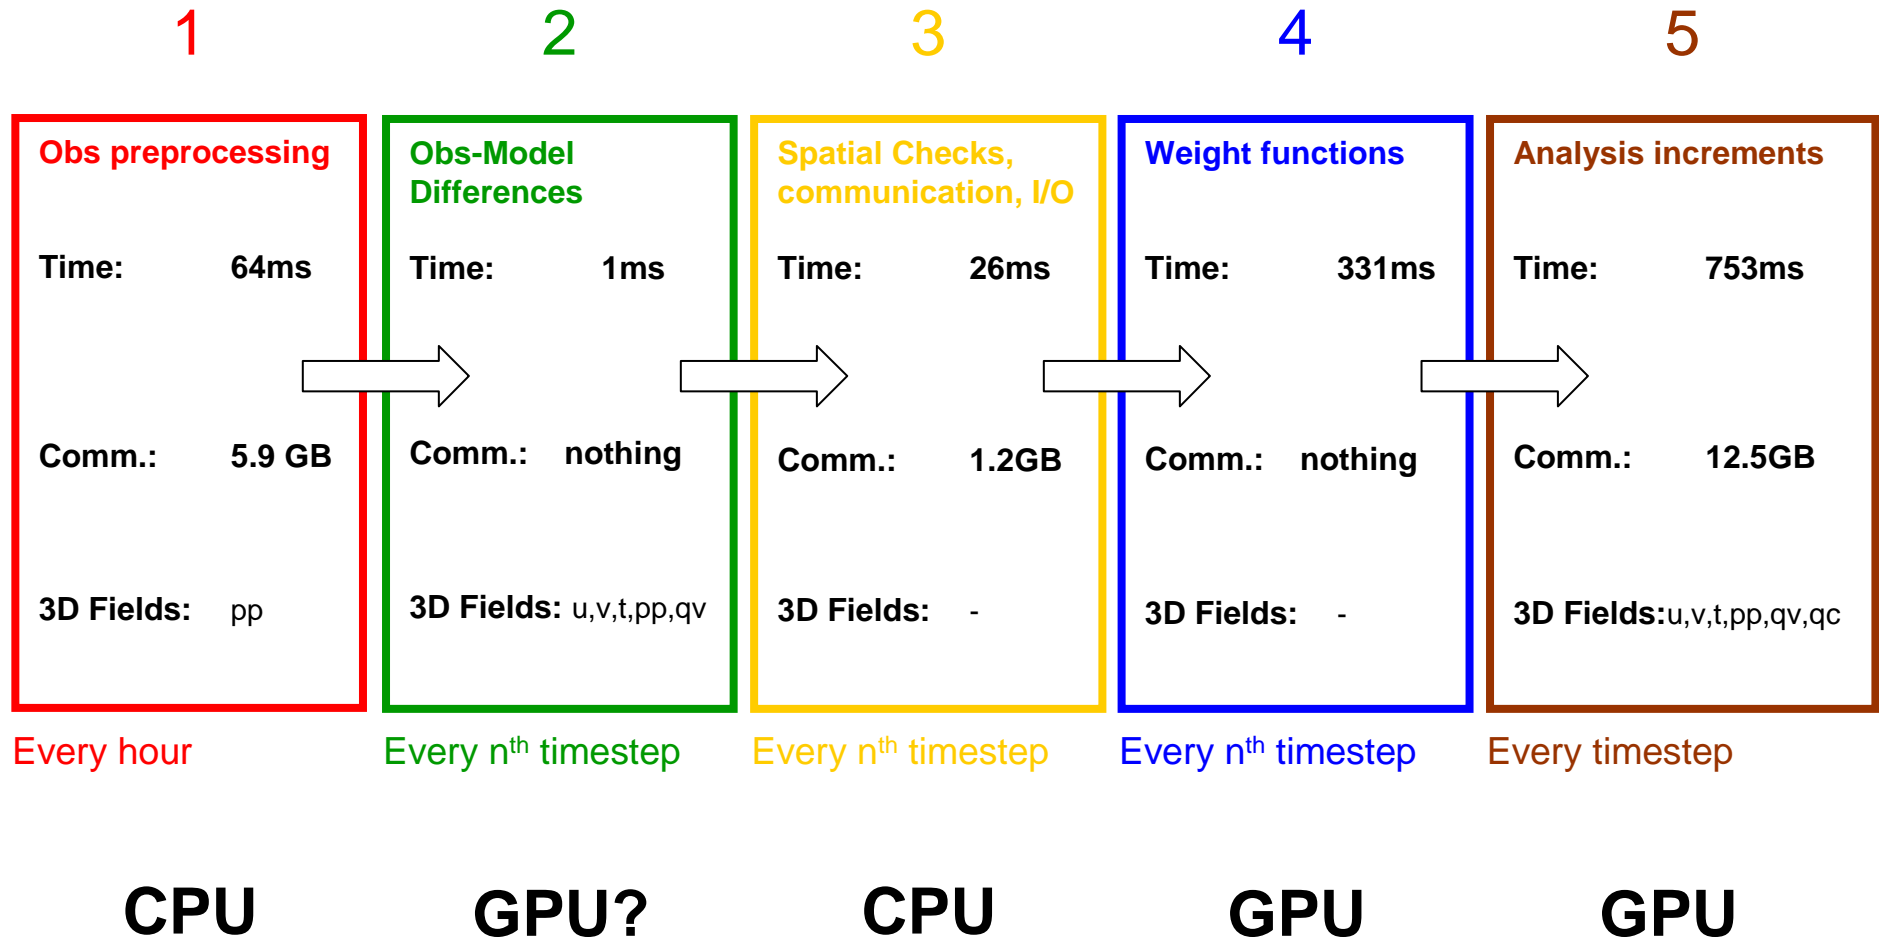 1
2
3
4
5
Obs preprocessing
Time: 64ms
Comm.: 5.9 GB
3D Fields: pp
Every hour
CPU
Obs-Model
Differences
Time: 1ms
Comm.: nothing
3D Fields: u,v,t,pp,qv
Every nth timestep
GPU?
Spatial Checks,
communication, I/O
Time: 26ms
Comm.: 1.2GB
3D Fields: -
Every nth timestep
CPU
Weight functions
Time: 331ms
Comm.: nothing
3D Fields: -
Every nth timestep
GPU
Analysis increments
Time: 753ms
Comm.: 12.5GB
3D Fields:u,v,t,pp,qv,qc
Every timestep
GPU